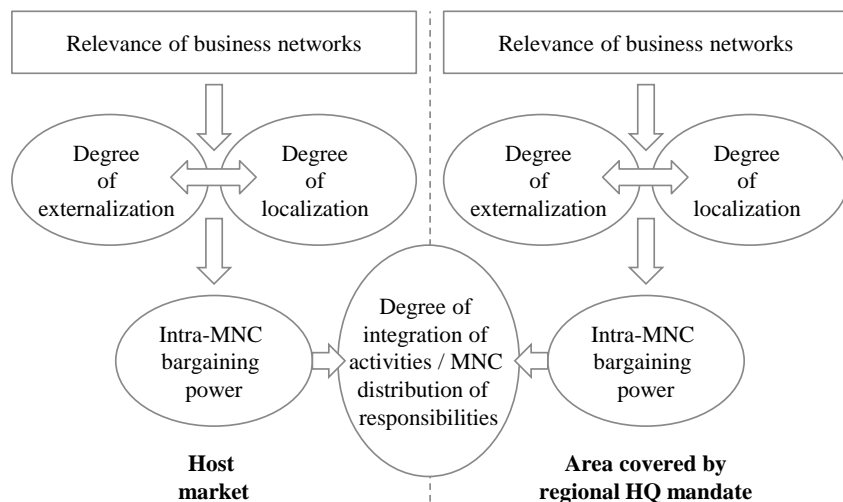 Relevance of business networks
Relevance of business networks
Degree
of
externalization
Degree
of
localization
Degree
of
externalization
Degree
of
localization
Intra-MNC
bargaining
power
Degree of
integration of
activities / MNC
distribution of
responsibilities
Intra-MNC
bargaining
power
Host
market
Area covered by
regional HQ mandate